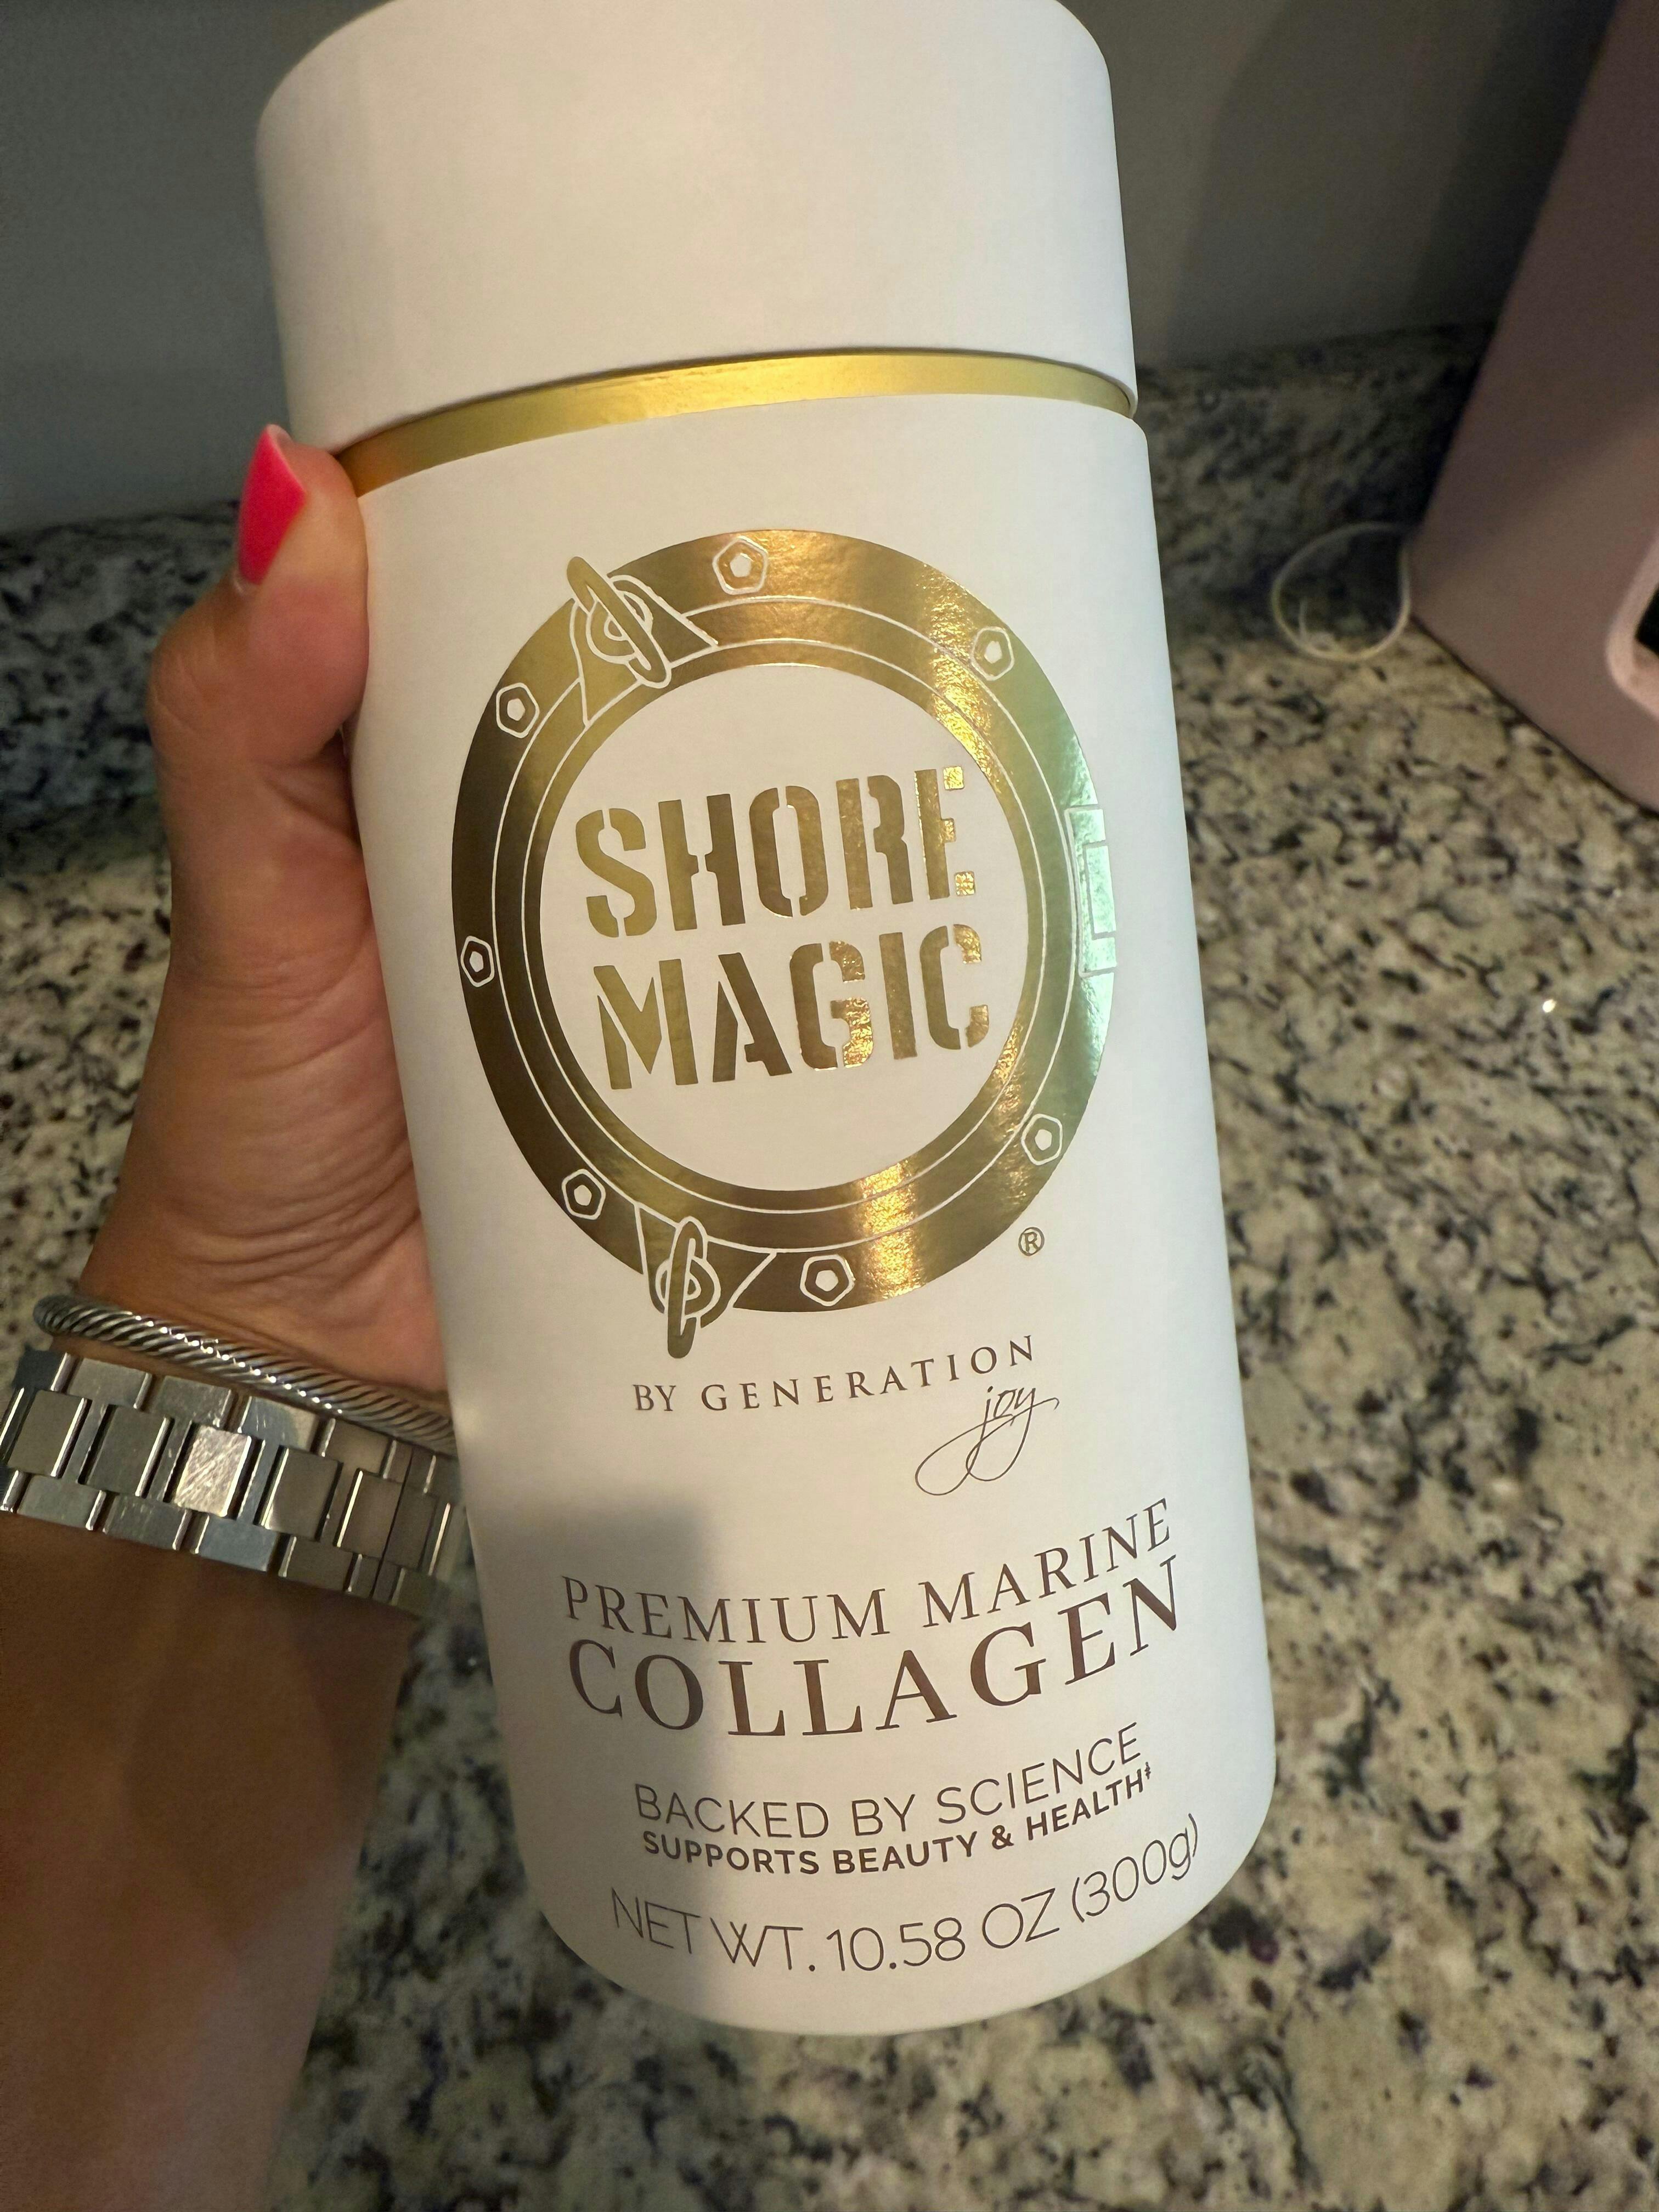 SHORE
MAGIC
®
BY GENERATION
joy
PREMIUM MARINE
COLLAGEN
BACKED BY SCIENCE
SUPPORTS BEAUTY & HEALTH‡
NET WT. 10.58 OZ (300g)